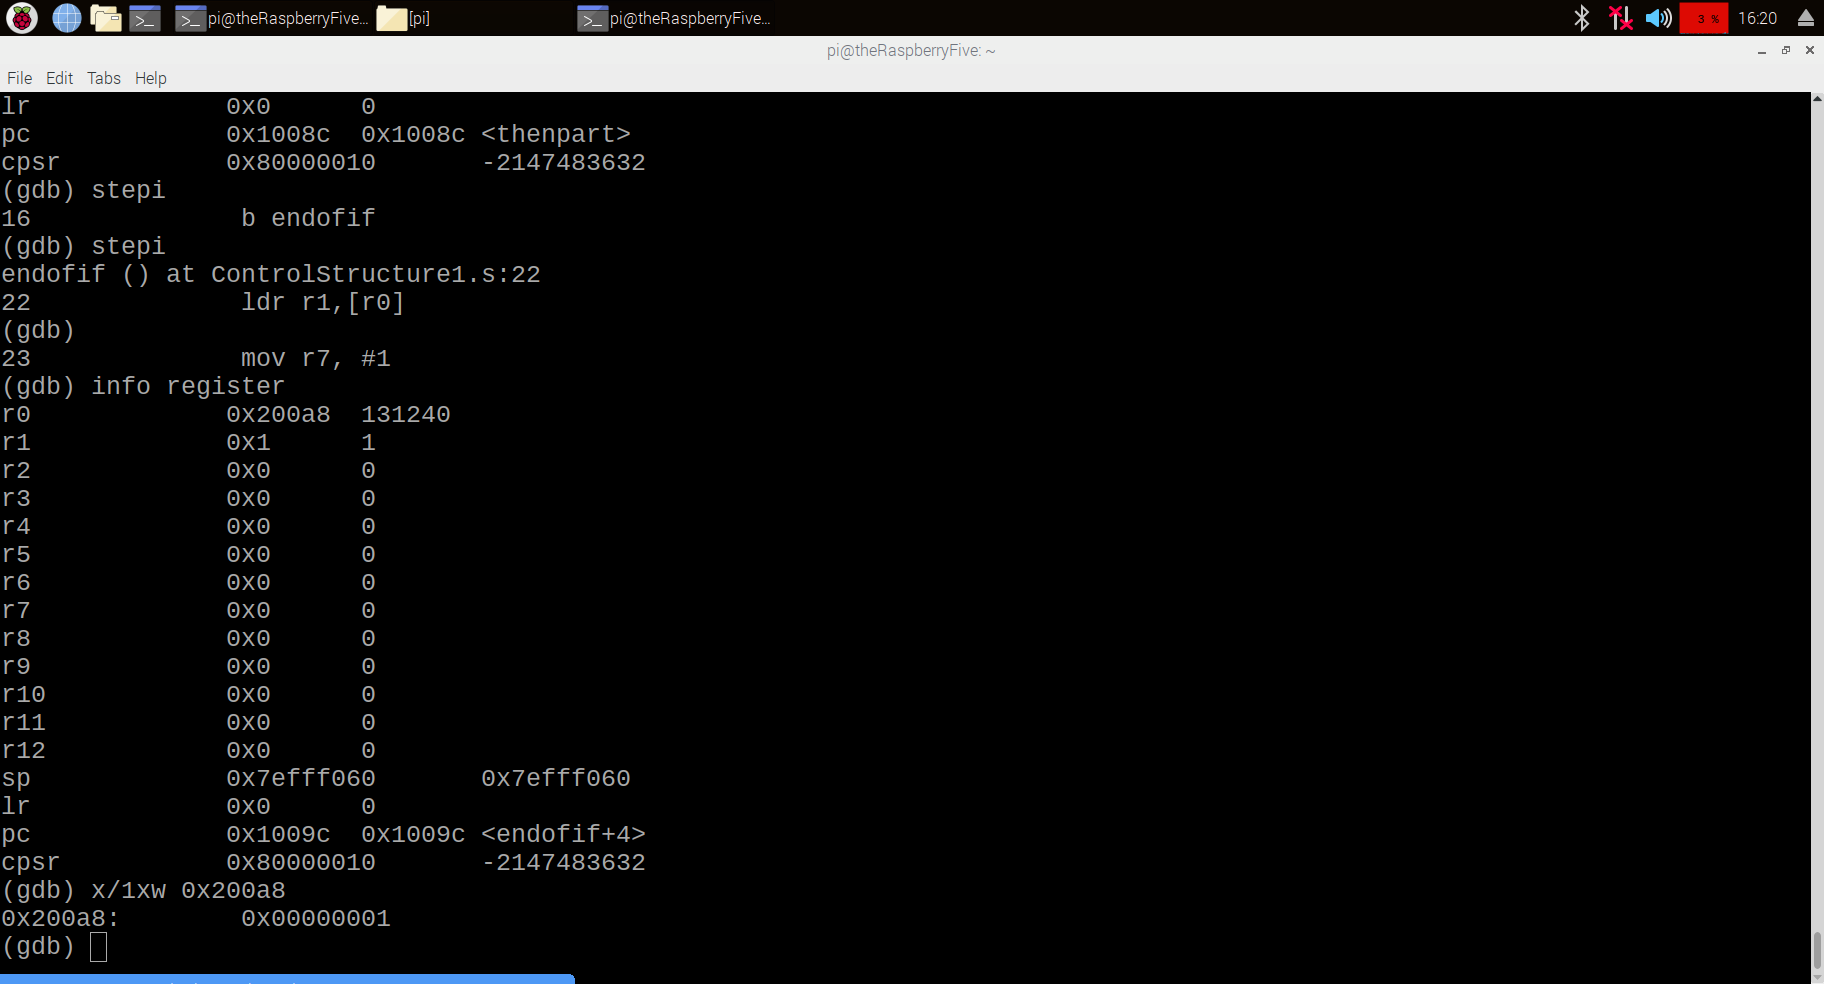 pi@theRaspberryFive... [pi] pi@theRaspberryFive... 3 % 16:20
pi@theRaspberryFive: ~
File Edit Tabs Help
lr 0x0 0
pc 0x1008c 0x1008c <thenpart>
cpsr 0x80000010 -2147483632
(gdb) stepi
16 b endofif
(gdb) stepi
endofif () at ControlStructure1.s:22
22 ldr r1,[r0]
(gdb)
23 mov r7, #1
(gdb) info register
r0 0x200a8 131240
r1 0x1 1
r2 0x0 0
r3 0x0 0
r4 0x0 0
r5 0x0 0
r6 0x0 0
r7 0x0 0
r8 0x0 0
r9 0x0 0
r10 0x0 0
r11 0x0 0
r12 0x0 0
sp 0x7efff060 0x7efff060
lr 0x0 0
pc 0x1009c 0x1009c <endofif+4>
cpsr 0x80000010 -2147483632
(gdb) x/1xw 0x200a8
0x200a8: 0x00000001
(gdb)